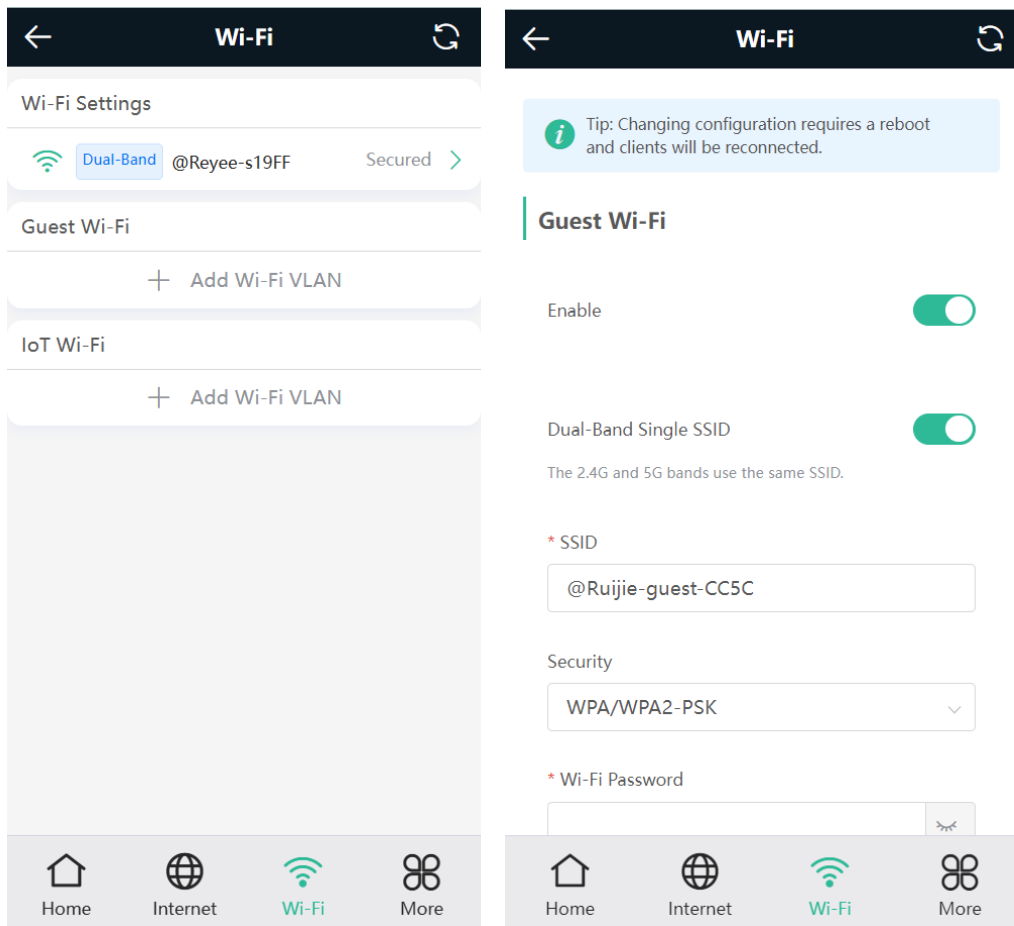 Wi-Fi
Wi-Fi Settings
Dual-Band @Reyee-s19FF Secured
Guest Wi-Fi
Add Wi-Fi VLAN
IoT Wi-Fi
Add Wi-Fi VLAN
Home Internet Wi-Fi More
Wi-Fi
Tip: Changing configuration requires a reboot
and clients will be reconnected.
Guest Wi-Fi
Enable
Dual-Band Single SSID
The 2.4G and 5G bands use the same SSID.
* SSID
@Ruijie-guest-CC5C
Security
WPA/WPA2-PSK
* Wi-Fi Password
Home Internet Wi-Fi More